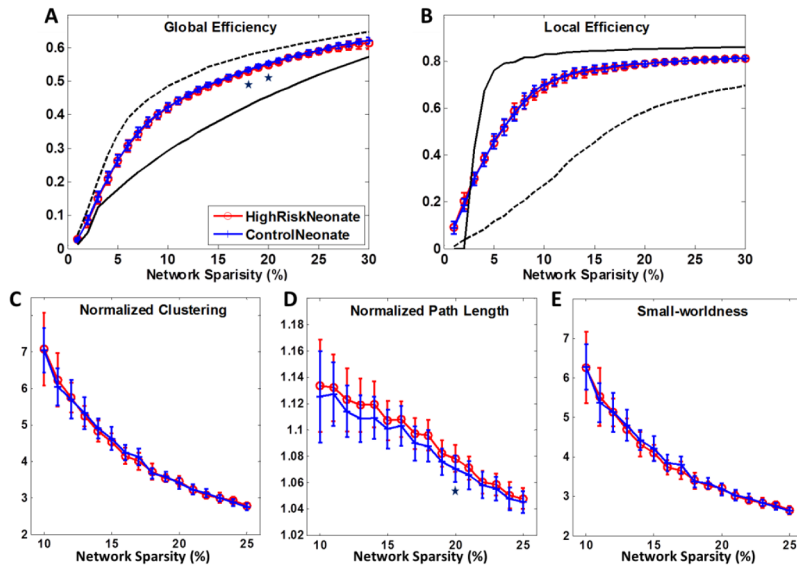 A
Global Efficiency
0.6
0.5
0.4
0.3
0.2
0.1
0
0 5 10 15 20 25 30
Network Sparisity (%)
HighRiskNeonate
ControlNeonate
B
Local Efficiency
0.8
0.6
0.4
0.2
0
0 5 10 15 20 25 30
Network Sparisity (%)
C
Normalized Clustering
7
6
5
4
3
2
10 15 20 25
Network Sparsity (%)
D
Normalized Path Length
1.18
1.16
1.14
1.12
1.1
1.08
1.06
1.04
1.02
10 15 20 25
Network Sparsity (%)
E
Small-worldness
7
6
5
4
3
2
10 15 20 25
Network Sparsity (%)